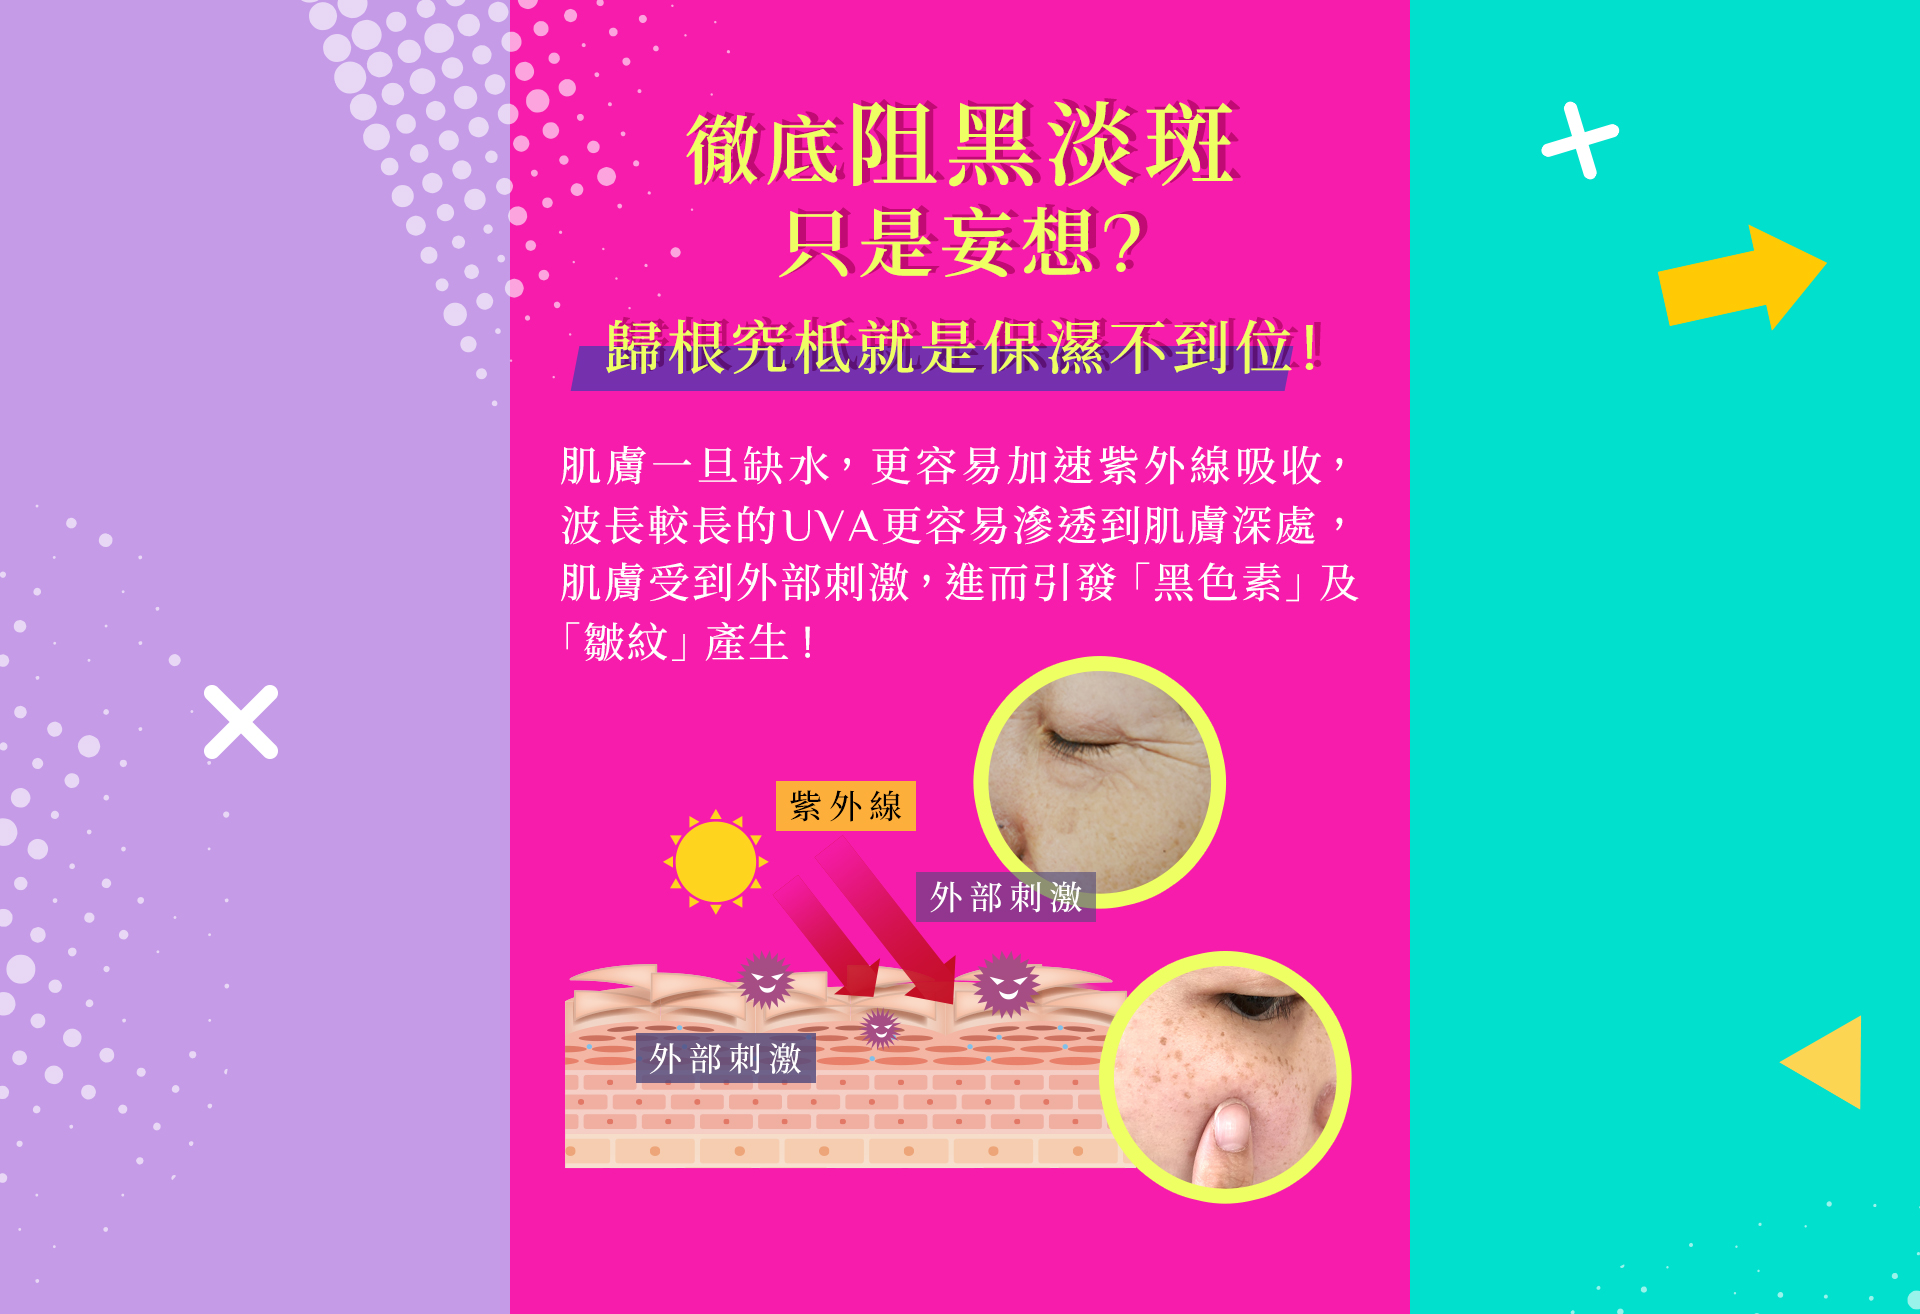 徹底阻黑淡斑
只是妄想？
歸根究柢就是保濕不到位！
肌膚一旦缺水，更容易加速紫外線吸收，
波長較長的UVA更容易滲透到肌膚深處，
肌膚受到外部刺激，進而引發「黑色素」及
「皺紋」產生！
紫外線
外部刺激
外部刺激